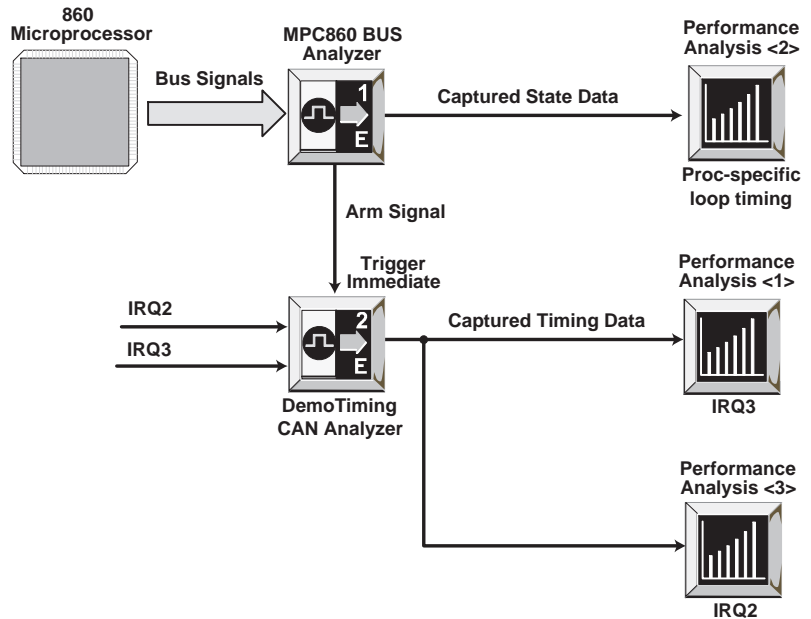 860
Microprocessor
MPC860 BUS
Analyzer
Performance
Analysis <2>
Bus Signals
1
E
Captured State Data
Proc-specific
loop timing
Arm Signal
Trigger
Immediate
Performance
Analysis <1>
IRQ2
IRQ3
2
E
Captured Timing Data
DemoTiming
CAN Analyzer
IRQ3
Performance
Analysis <3>
IRQ2